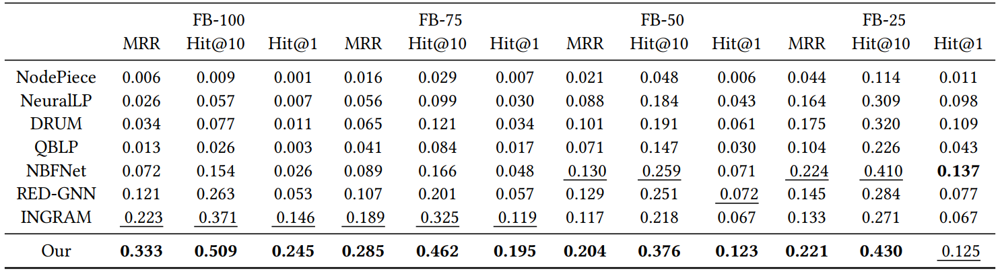 FB-100 FB-75 FB-50 FB-25
MRR Hit@10 Hit@1 MRR Hit@10 Hit@1 MRR Hit@10 Hit@1 MRR Hit@10 Hit@1
NodePiece 0.006 0.009 0.001 0.016 0.029 0.007 0.021 0.048 0.006 0.044 0.114 0.011
NeuralLP 0.026 0.057 0.007 0.056 0.099 0.030 0.088 0.184 0.043 0.164 0.309 0.098
DRUM 0.034 0.077 0.011 0.065 0.121 0.034 0.101 0.191 0.061 0.175 0.320 0.109
QBLP 0.013 0.026 0.003 0.041 0.084 0.017 0.071 0.147 0.030 0.104 0.226 0.043
NBFNet 0.072 0.154 0.026 0.089 0.166 0.048 0.130 0.259 0.071 0.224 0.410 0.137
RED-GNN 0.121 0.263 0.053 0.107 0.201 0.057 0.129 0.251 0.072 0.145 0.284 0.077
INGRAM 0.223 0.371 0.146 0.189 0.325 0.119 0.117 0.218 0.067 0.133 0.271 0.067
Our 0.333 0.509 0.245 0.285 0.462 0.195 0.204 0.376 0.123 0.221 0.430 0.125